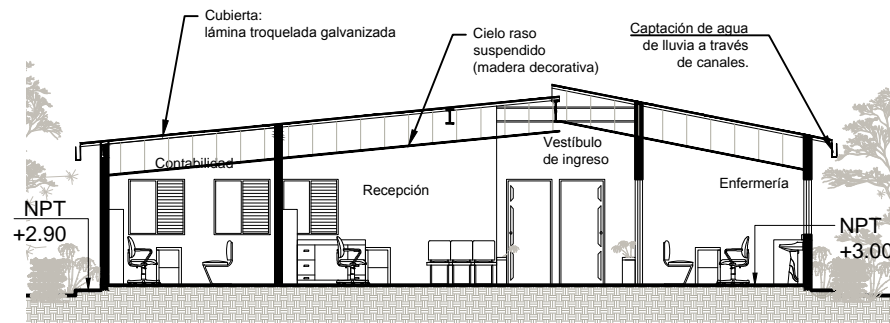 Cubierta:
lámina troquelada galvanizada
Cielo raso
suspendido
(madera decorativa)
Captación de agua
de lluvia a través
de canales.
Contabilidad
Recepción
Vestíbulo
de ingreso
Enfermería
NPT
+2.90
NPT
+3.00